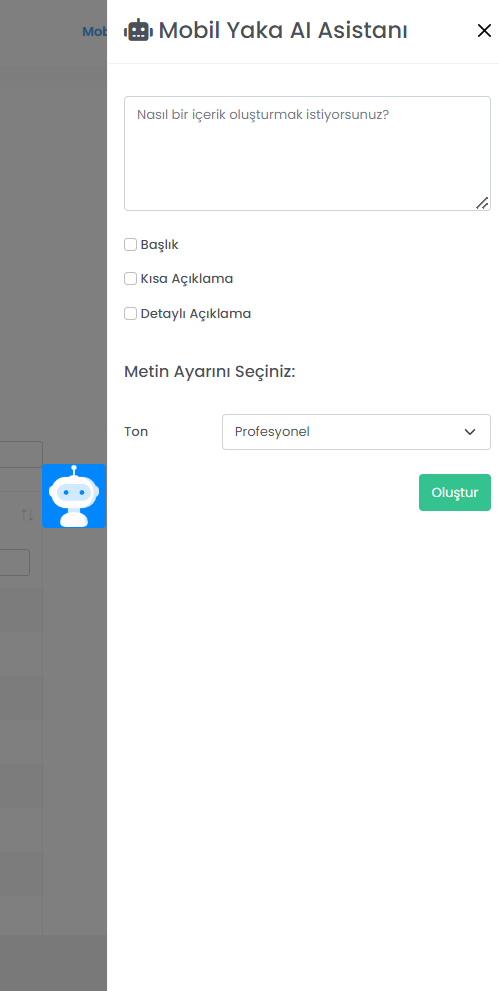 Mobil Yaka AI Asistanı
Nasıl bir içerik oluşturmak istiyorsunuz?
Başlık
Kısa Açıklama
Detaylı Açıklama
Metin Ayarını Seçiniz:
Ton
Profesyonel
Oluştur